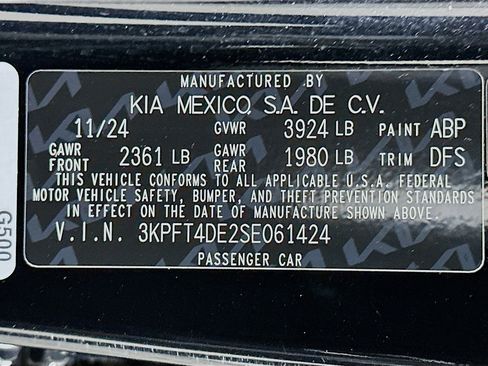 MANUFACTURED BY
KIA MEXICO, S.A. DE C.V.
11/24 GVWR 3924 LB PAINT ABP
GAWR FRONT 2361 LB GAWR REAR 1980 LB TRIM DFS
THIS VEHICLE CONFORMS TO ALL APPLICABLE U.S.A. FEDERAL
MOTOR VEHICLE SAFETY, BUMPER, AND THEFT PREVENTION STANDARDS
IN EFFECT ON THE DATE OF MANUFACTURE SHOWN ABOVE.
V.I.N. 3KPFT4DE2SE061424
PASSENGER CAR
G500